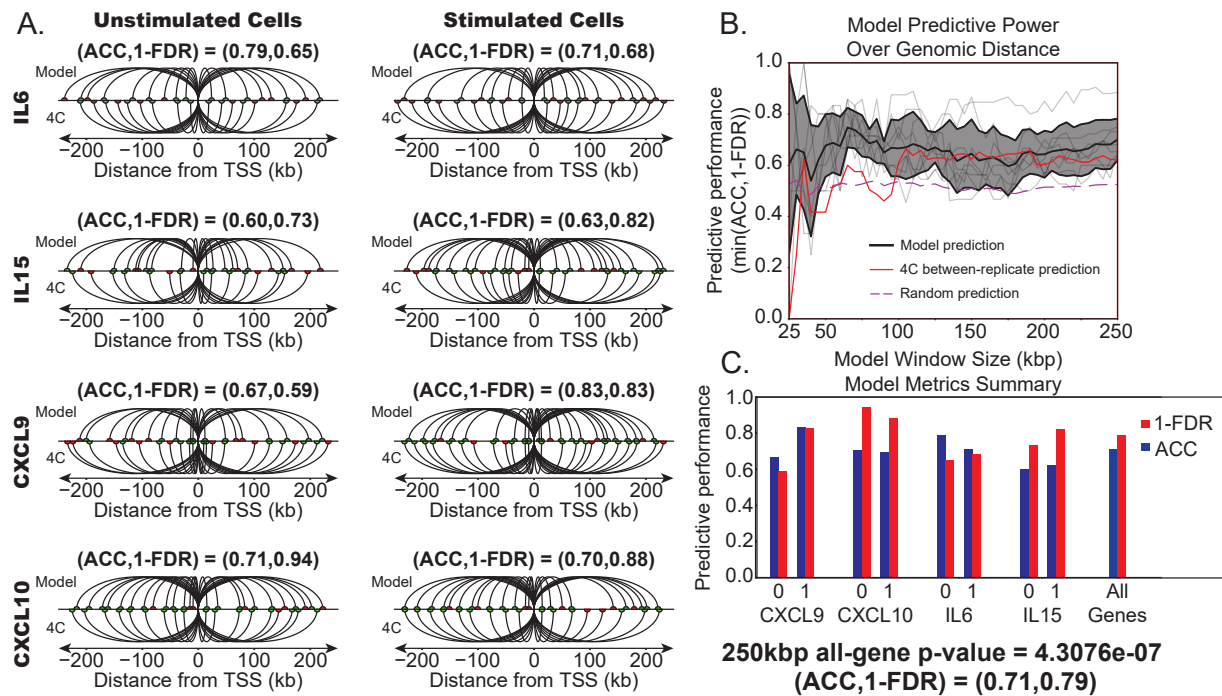 A.
Unstimulated Cells
Stimulated Cells
IL6
(ACC,1-FDR) = (0.79,0.65)
Model
4C
−200 −100 0 100 200
Distance from TSS (kb)
(ACC,1-FDR) = (0.71,0.68)
Model
4C
−200 −100 0 100 200
Distance from TSS (kb)
IL15
(ACC,1-FDR) = (0.60,0.73)
Model
4C
−200 −100 0 100 200
Distance from TSS (kb)
(ACC,1-FDR) = (0.63,0.82)
Model
4C
−200 −100 0 100 200
Distance from TSS (kb)
CXCL9
(ACC,1-FDR) = (0.67,0.59)
Model
4C
−200 −100 0 100 200
Distance from TSS (kb)
(ACC,1-FDR) = (0.83,0.83)
Model
4C
−200 −100 0 100 200
Distance from TSS (kb)
CXCL10
(ACC,1-FDR) = (0.71,0.94)
Model
4C
−200 −100 0 100 200
Distance from TSS (kb)
(ACC,1-FDR) = (0.70,0.88)
Model
4C
−200 −100 0 100 200
Distance from TSS (kb)
B.
Model Predictive Power
Over Genomic Distance
Predictive performance
(min(ACC,1-FDR))
1.0
0.8
0.6
0.4
0.2
0.0
Model prediction
4C between-replicate prediction
Random prediction
25 50 100 150 200 250
Model Window Size (kbp)
C.
Model Metrics Summary
Predictive performance
1.0
0.8
0.6
0.4
0.2
0.0
1-FDR
ACC
0 1 0 1 0 1 0 1 All
CXCL9 CXCL10 IL6 IL15 Genes
250kbp all-gene p-value = 4.3076e-07
(ACC,1-FDR) = (0.71,0.79)